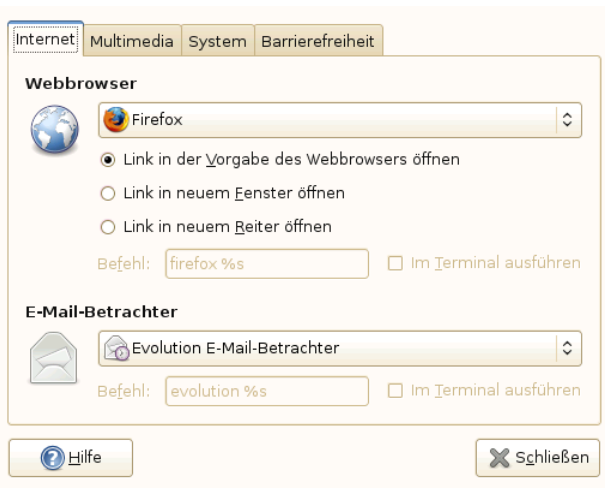 Internet Multimedia System Barrierefreiheit
Webbrowser
Firefox
Link in der Vorgabe des Webbrowsers öffnen
Link in neuem Fenster öffnen
Link in neuem Reiter öffnen
Befehl: firefox %s Im Terminal ausführen
E-Mail-Betrachter
Evolution E-Mail-Betrachter
Befehl: evolution %s Im Terminal ausführen
Hilfe Schließen